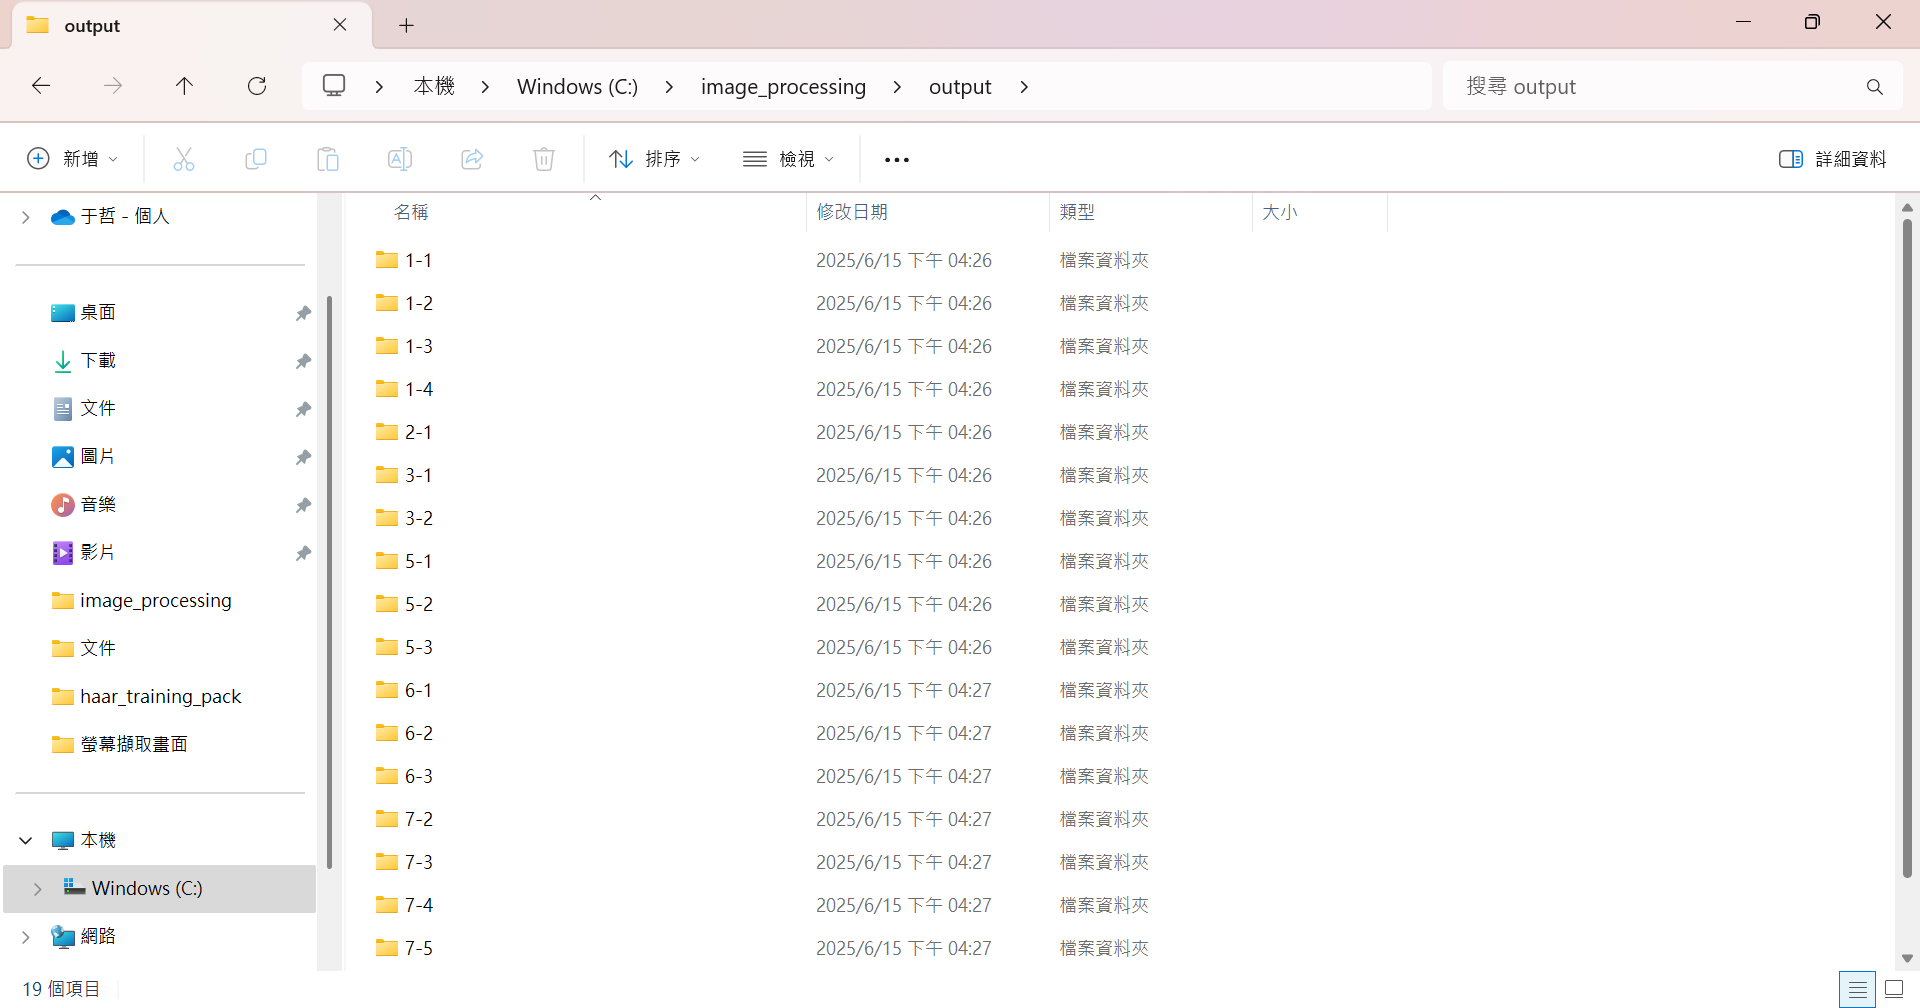 output
本機 Windows (C:) image_processing output
搜尋 output
新增
排序
檢視
詳細資料
于哲 - 個人
桌面
下載
文件
圖片
音樂
影片
image_processing
文件
haar_training_pack
螢幕擷取畫面
本機
Windows (C:)
網路
名稱 修改日期 類型 大小
1-1 2025/6/15 下午 04:26 檔案資料夾
1-2 2025/6/15 下午 04:26 檔案資料夾
1-3 2025/6/15 下午 04:26 檔案資料夾
1-4 2025/6/15 下午 04:26 檔案資料夾
2-1 2025/6/15 下午 04:26 檔案資料夾
3-1 2025/6/15 下午 04:26 檔案資料夾
3-2 2025/6/15 下午 04:26 檔案資料夾
5-1 2025/6/15 下午 04:26 檔案資料夾
5-2 2025/6/15 下午 04:26 檔案資料夾
5-3 2025/6/15 下午 04:26 檔案資料夾
6-1 2025/6/15 下午 04:27 檔案資料夾
6-2 2025/6/15 下午 04:27 檔案資料夾
6-3 2025/6/15 下午 04:27 檔案資料夾
7-2 2025/6/15 下午 04:27 檔案資料夾
7-3 2025/6/15 下午 04:27 檔案資料夾
7-4 2025/6/15 下午 04:27 檔案資料夾
7-5 2025/6/15 下午 04:27 檔案資料夾
19 個項目